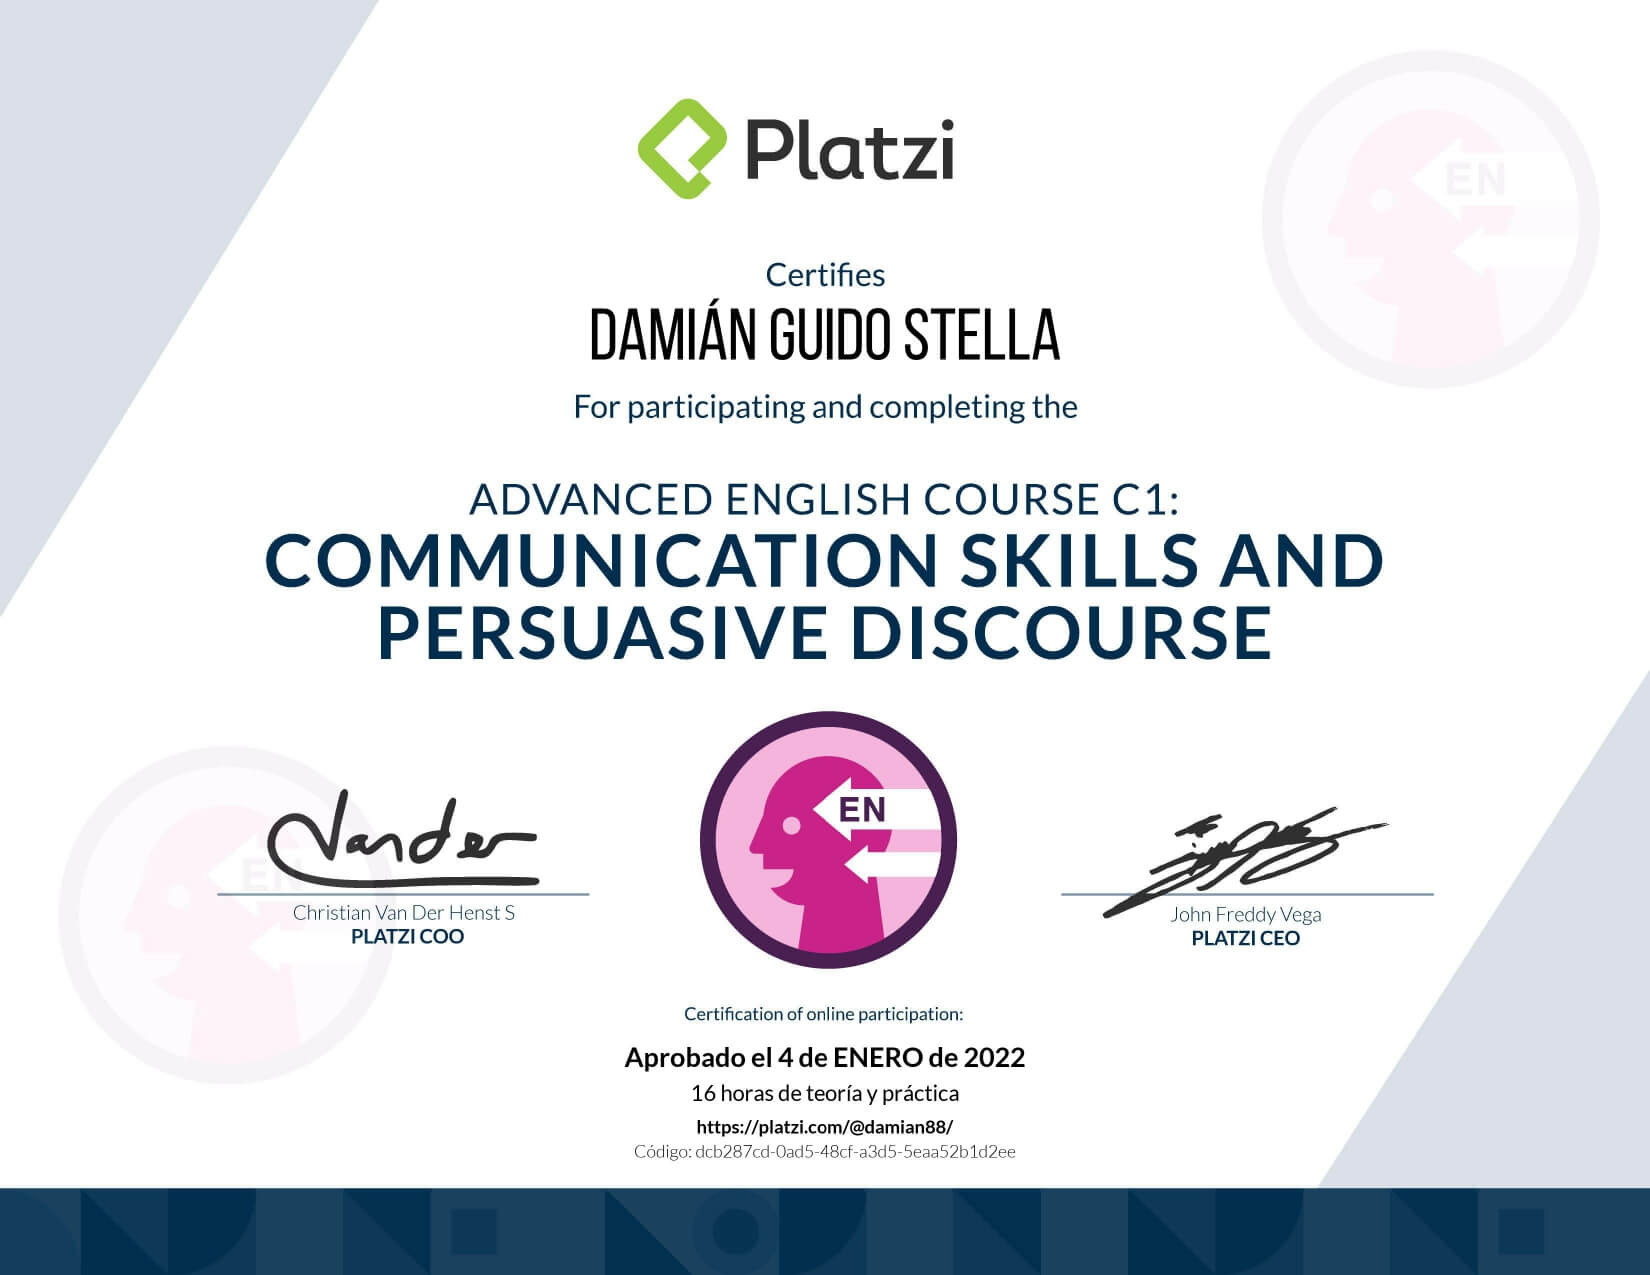 Platzi
Certifies
DAMIÁN GUIDO STELLA
For participating and completing the
ADVANCED ENGLISH COURSE C1:
COMMUNICATION SKILLS AND
PERSUASIVE DISCOURSE
EN
EN
EN
Vander
Christian Van Der Henst S
PLATZI COO
John Freddy Vega
PLATZI CEO
Certification of online participation:
Aprobado el 4 de ENERO de 2022
16 horas de teoría y práctica
https://platzi.com/@damian88/
Código: dcb287cd-0ad5-48cf-a3d5-5eaa52b1d2ee